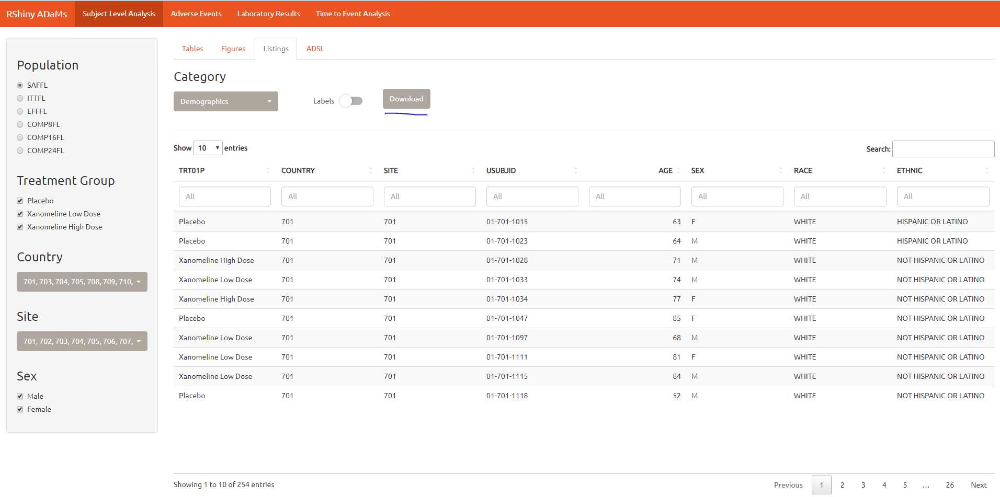 RShiny ADaMs Subject Level Analysis Adverse Events Laboratory Results Time to Event Analysis
Population
SAFFL
ITTFL
EFFFL
COMP8FL
COMP16FL
COMP24FL
Treatment Group
Placebo
Xanomeline Low Dose
Xanomeline High Dose
Country
701, 703, 704, 705, 708, 709, 710,
Site
701, 702, 703, 704, 705, 706, 707,
Sex
Male
Female
Tables Figures Listings ADSL
Category
Demographics Labels Download
Show 10 entries Search:
TRT01P COUNTRY SITE USUBJID AGE SEX RACE ETHNIC
All All All All All All All All
Placebo 701 701 01-701-1015 63 F WHITE HISPANIC OR LATINO
Placebo 701 701 01-701-1023 64 M WHITE HISPANIC OR LATINO
Xanomeline High Dose 701 701 01-701-1028 71 M WHITE NOT HISPANIC OR LATINO
Xanomeline Low Dose 701 701 01-701-1033 74 M WHITE NOT HISPANIC OR LATINO
Xanomeline High Dose 701 701 01-701-1034 77 F WHITE NOT HISPANIC OR LATINO
Placebo 701 701 01-701-1047 85 F WHITE NOT HISPANIC OR LATINO
Xanomeline Low Dose 701 701 01-701-1097 68 M WHITE NOT HISPANIC OR LATINO
Xanomeline Low Dose 701 701 01-701-1111 81 F WHITE NOT HISPANIC OR LATINO
Xanomeline Low Dose 701 701 01-701-1115 84 M WHITE NOT HISPANIC OR LATINO
Placebo 701 701 01-701-1118 52 M WHITE NOT HISPANIC OR LATINO
Showing 1 to 10 of 254 entries Previous 1 2 3 4 5 ... 26 Next